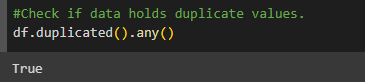 #Check if data holds duplicate values.
df.duplicated().any()
True